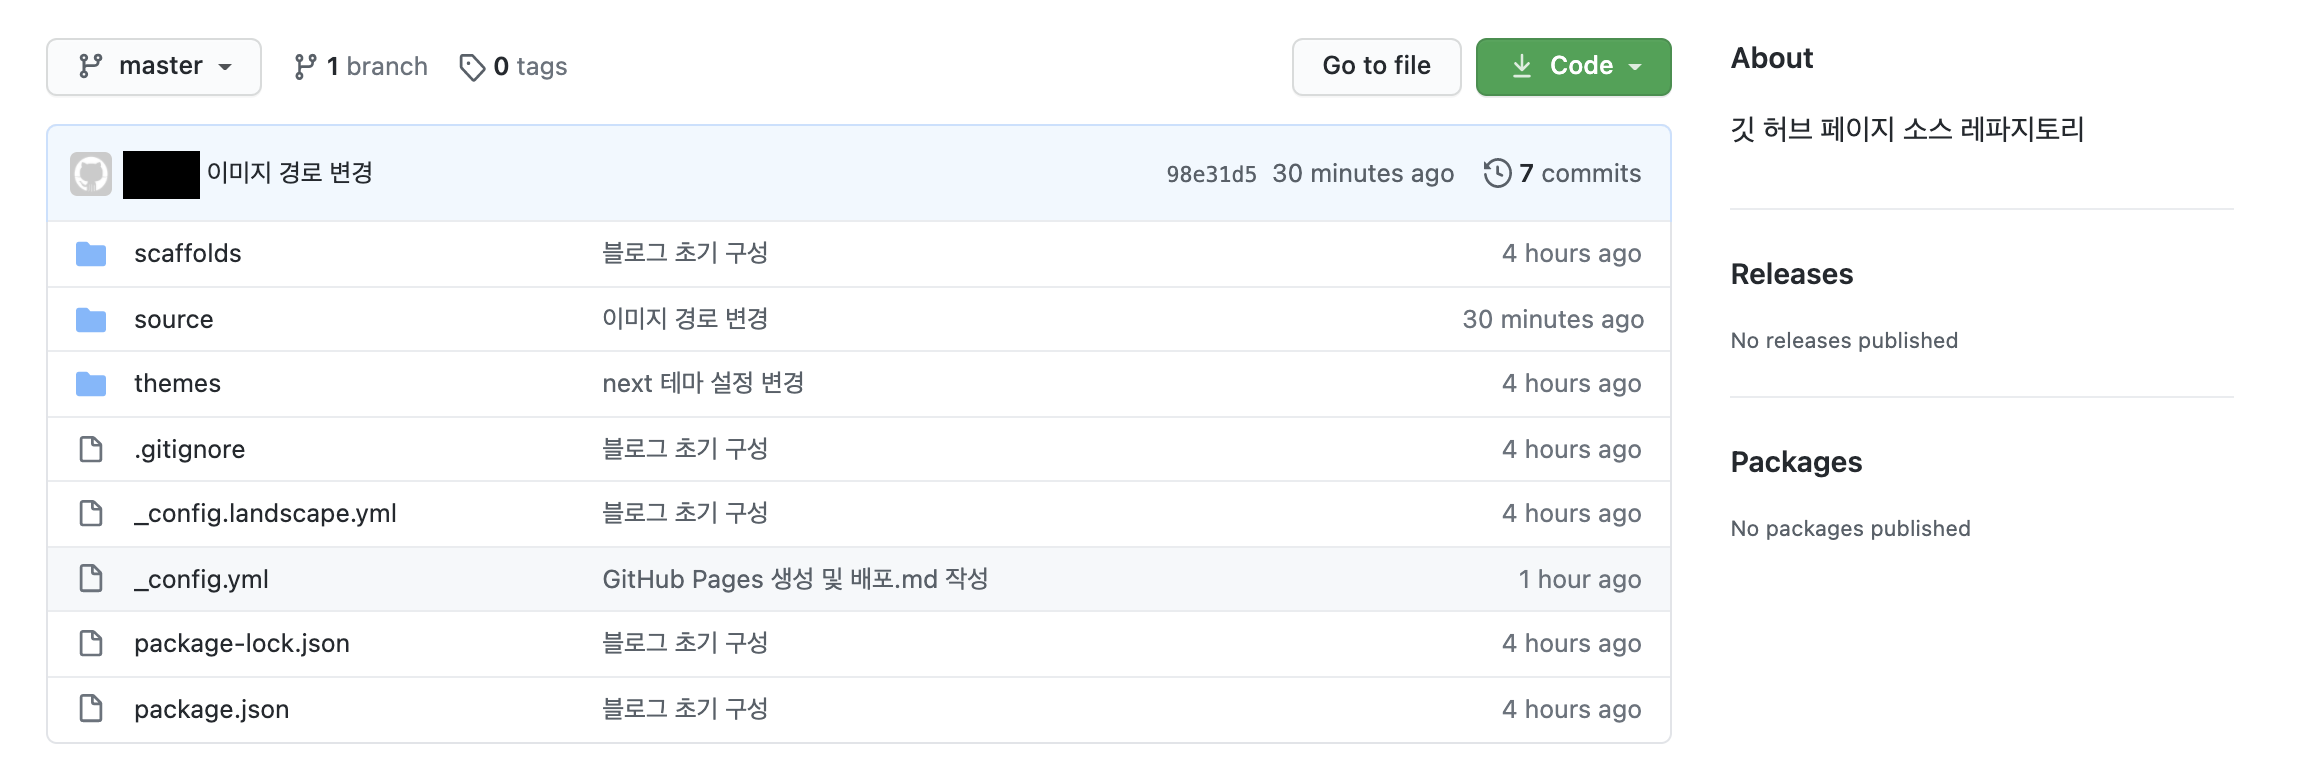 master 1 branch 0 tags Go to file Code
이미지 경로 변경 98e31d5 30 minutes ago 7 commits
scaffolds 블로그 초기 구성 4 hours ago
source 이미지 경로 변경 30 minutes ago
themes next 테마 설정 변경 4 hours ago
.gitignore 블로그 초기 구성 4 hours ago
_config.landscape.yml 블로그 초기 구성 4 hours ago
_config.yml GitHub Pages 생성 및 배포.md 작성 1 hour ago
package-lock.json 블로그 초기 구성 4 hours ago
package.json 블로그 초기 구성 4 hours ago
About
깃 허브 페이지 소스 레파지토리
Releases
No releases published
Packages
No packages published